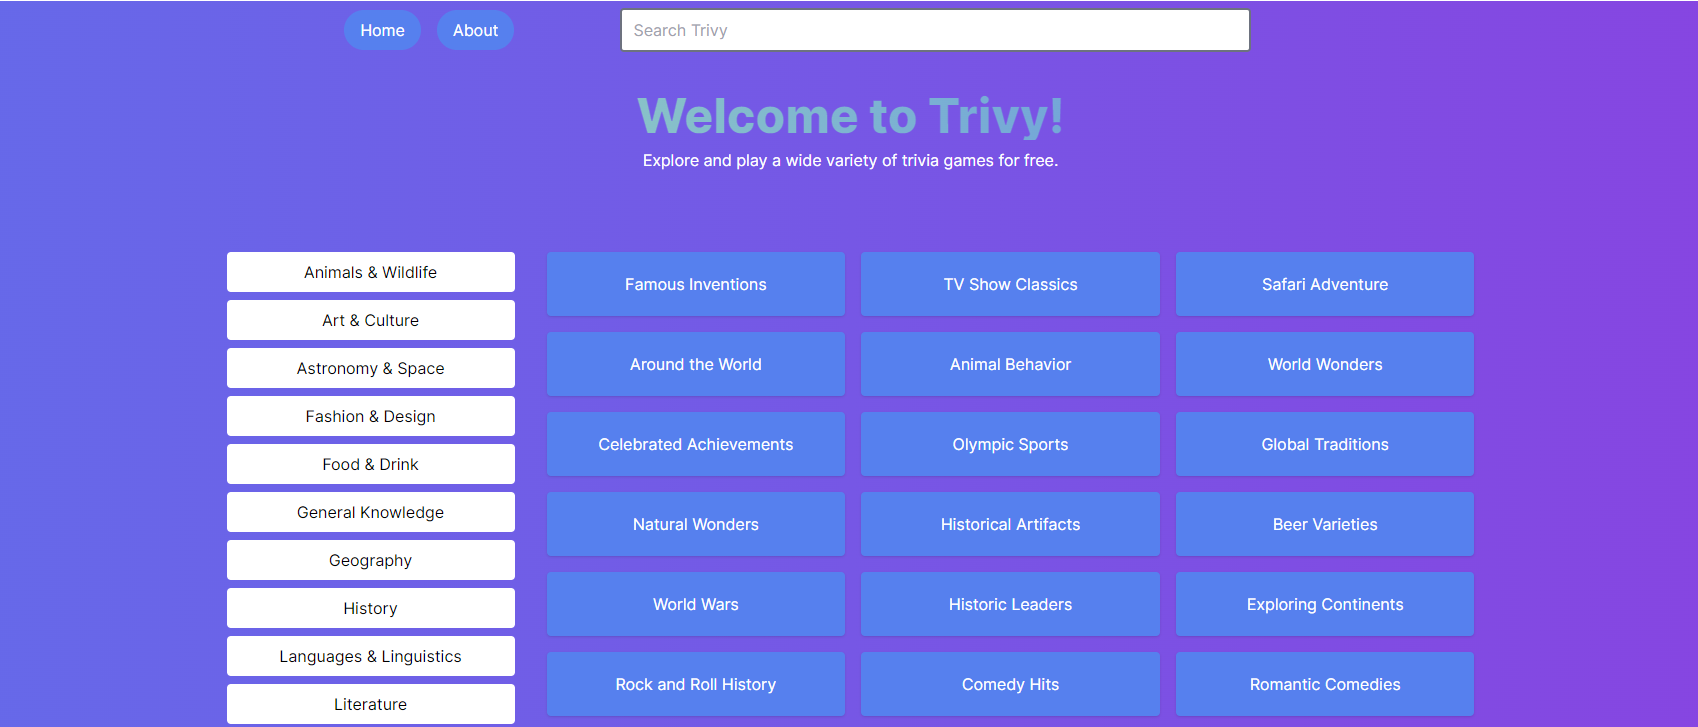 Home
About
Search Trivy
Welcome to Trivy!
Explore and play a wide variety of trivia games for free.
Animals & Wildlife
Art & Culture
Astronomy & Space
Fashion & Design
Food & Drink
General Knowledge
Geography
History
Languages & Linguistics
Literature
Famous Inventions
TV Show Classics
Safari Adventure
Around the World
Animal Behavior
World Wonders
Celebrated Achievements
Olympic Sports
Global Traditions
Natural Wonders
Historical Artifacts
Beer Varieties
World Wars
Historic Leaders
Exploring Continents
Rock and Roll History
Comedy Hits
Romantic Comedies